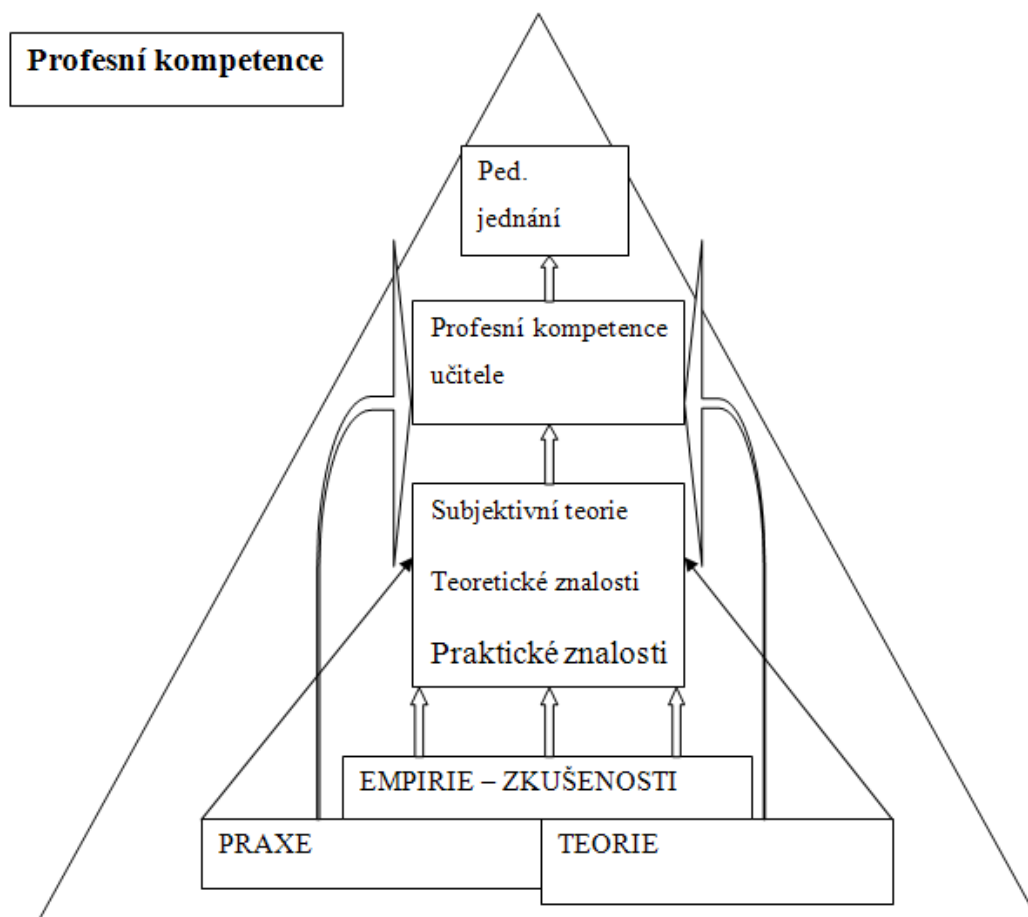 Profesní kompetence
Ped.
jednání
Profesní kompetence
učitele
Subjektivní teorie
Teoretické znalosti
Praktické znalosti
EMPIRIE – ZKUŠENOSTI
PRAXE
TEORIE